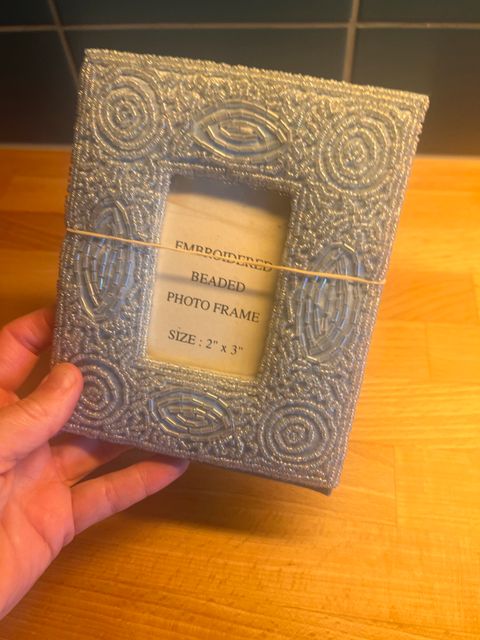 EMBROIDERED
BEADED
PHOTO FRAME
SIZE : 2" x 3"